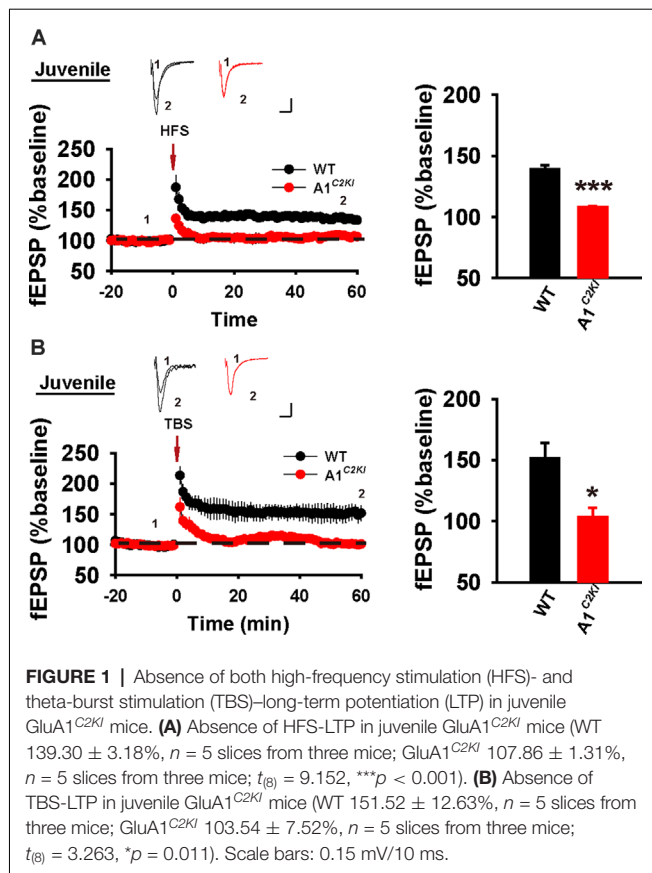 A
Juvenile
1
2
1
2
HFS
fEPSP (%baseline)
250
200
150
100
50
WT
A1C2KI
1
2
-20
0
20
40
60
Time
fEPSP (%baseline)
200
150
100
50
***
WT
A1C2KI
B
Juvenile
1
2
1
2
TBS
fEPSP (%baseline)
250
200
150
100
50
WT
A1C2KI
1
2
-20
0
20
40
60
Time (min)
fEPSP (%baseline)
200
150
100
50
*
WT
A1C2KI
FIGURE 1 | Absence of both high-frequency stimulation (HFS)- and
theta-burst stimulation (TBS)–long-term potentiation (LTP) in juvenile
GluA1C2KI mice. (A) Absence of HFS-LTP in juvenile GluA1C2KI mice (WT
139.30 ± 3.18%, n = 5 slices from three mice; GluA1C2KI 107.86 ± 1.31%,
n = 5 slices from three mice; t(8) = 9.152, ***p < 0.001). (B) Absence of
TBS-LTP in juvenile GluA1C2KI mice (WT 151.52 ± 12.63%, n = 5 slices from
three mice; GluA1C2KI 103.54 ± 7.52%, n = 5 slices from three mice;
t(8) = 3.263, *p = 0.011). Scale bars: 0.15 mV/10 ms.